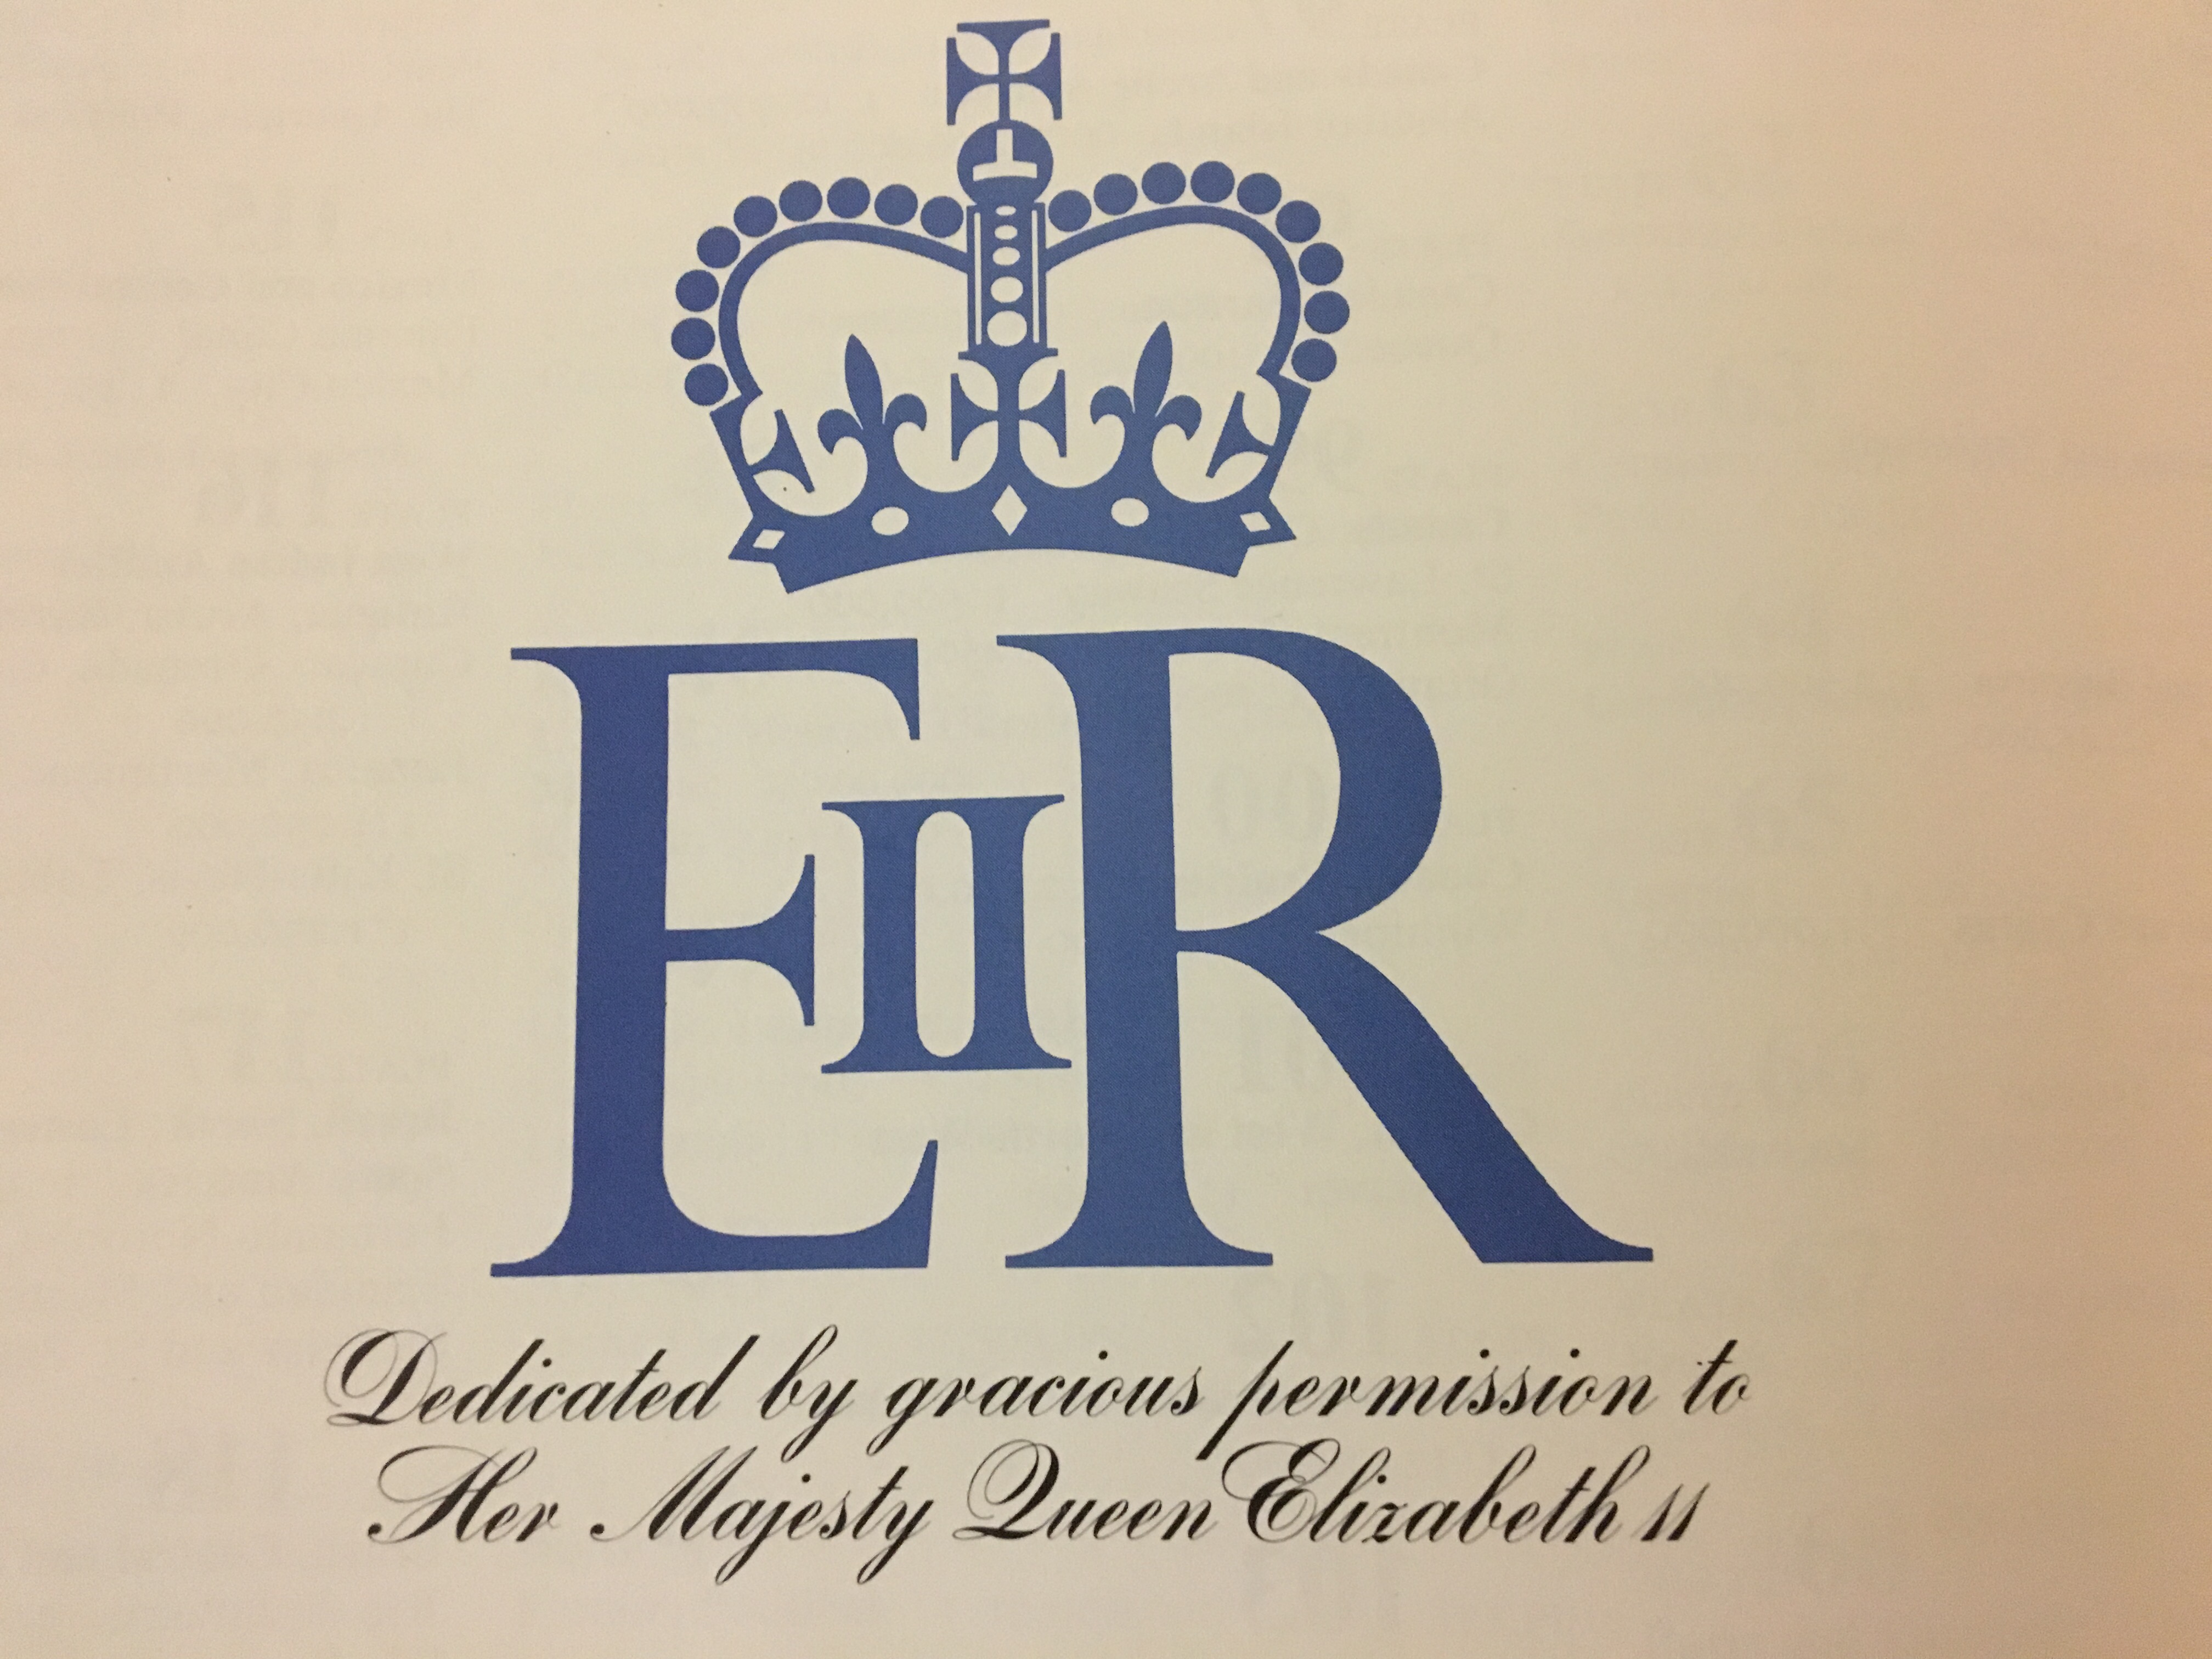 EIIR
Dedicated by gracious permission to
Her Majesty Queen Elizabeth II